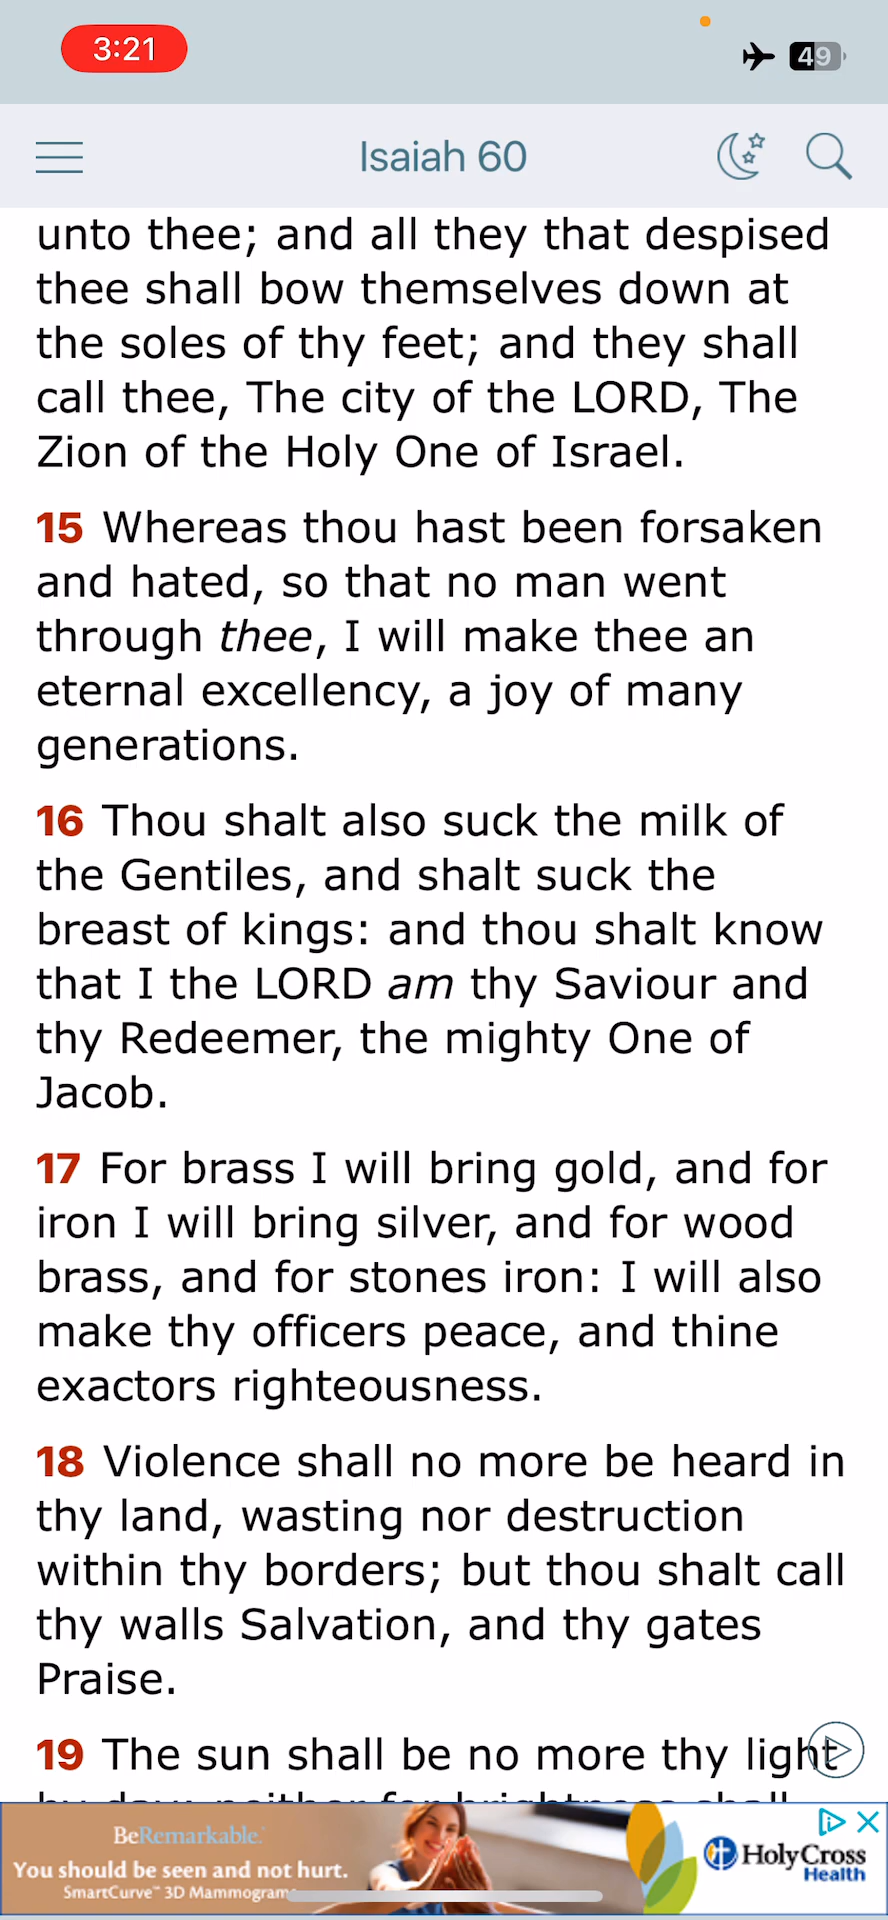 3:21
49
Isaiah 60
unto thee; and all they that despised
thee shall bow themselves down at
the soles of thy feet; and they shall
call thee, The city of the LORD, The
Zion of the Holy One of Israel.
15 Whereas thou hast been forsaken
and hated, so that no man went
through thee, I will make thee an
eternal excellency, a joy of many
generations.
16 Thou shalt also suck the milk of
the Gentiles, and shalt suck the
breast of kings: and thou shalt know
that I the LORD am thy Saviour and
thy Redeemer, the mighty One of
Jacob.
17 For brass I will bring gold, and for
iron I will bring silver, and for wood
brass, and for stones iron: I will also
make thy officers peace, and thine
exactors righteousness.
18 Violence shall no more be heard in
thy land, wasting nor destruction
within thy borders; but thou shalt call
thy walls Salvation, and thy gates
Praise.
19 The sun shall be no more thy light
by day; neither for brightness shall
BeRemarkable.
You should be seen and not hurt.
SmartCurve™ 3D Mammogram
HolyCross
Health